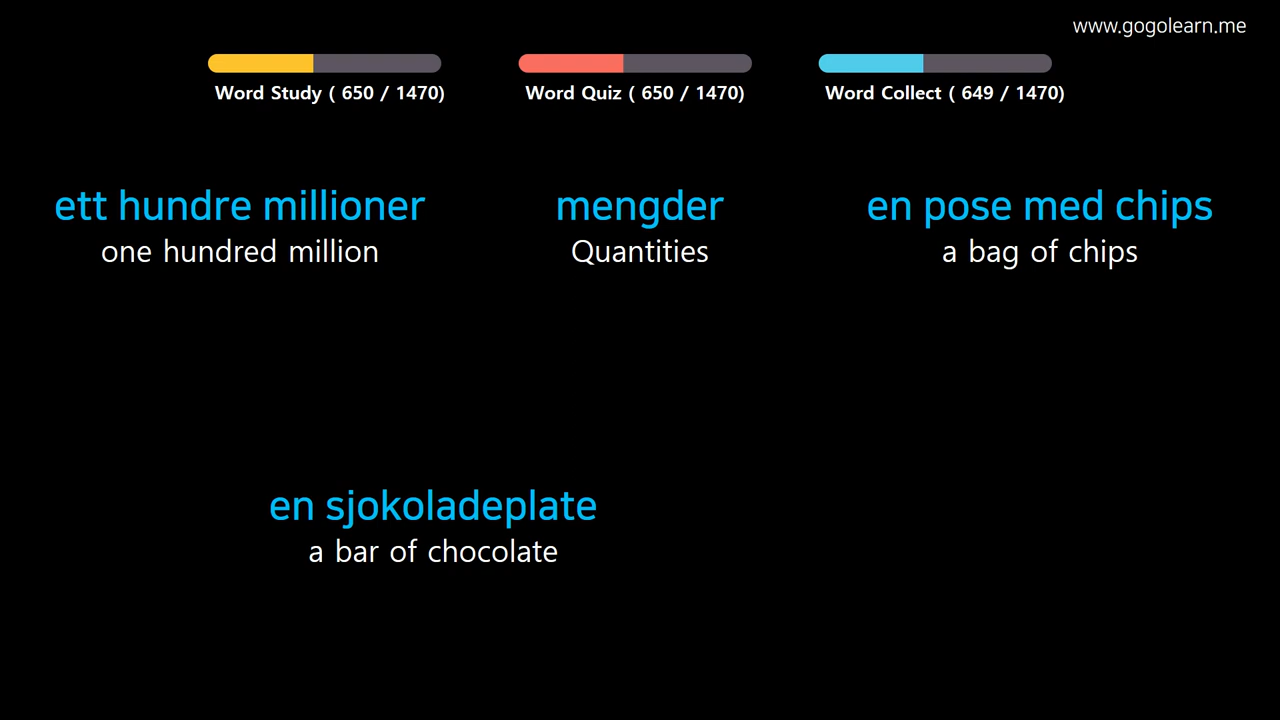 www.gogolearn.me
Word Study ( 650 / 1470)
Word Quiz ( 650 / 1470)
Word Collect ( 649 / 1470)
ett hundre millioner
one hundred million
mengder
Quantities
en pose med chips
a bag of chips
en sjokoladeplate
a bar of chocolate